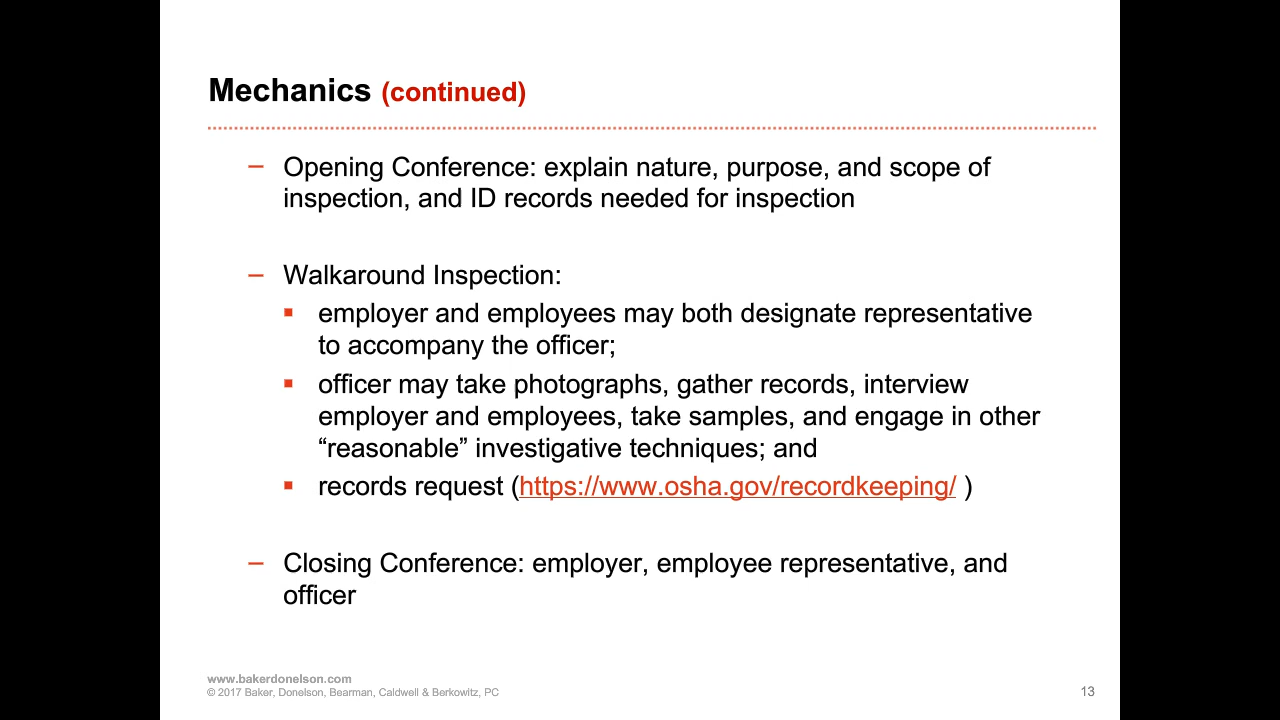 Mechanics (continued)
– Opening Conference: explain nature, purpose, and scope of
inspection, and ID records needed for inspection
– Walkaround Inspection:
▪ employer and employees may both designate representative
to accompany the officer;
▪ officer may take photographs, gather records, interview
employer and employees, take samples, and engage in other
“reasonable” investigative techniques; and
▪ records request (https://www.osha.gov/recordkeeping/ )
– Closing Conference: employer, employee representative, and
officer
www.bakerdonelson.com
© 2017 Baker, Donelson, Bearman, Caldwell & Berkowitz, PC
13